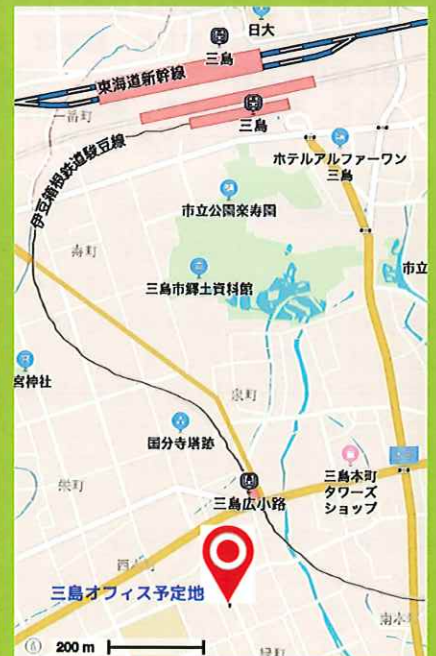 日大
三島
東海道新幹線
一番町
三島
伊豆箱根鉄道駿豆線
ホテルアルファーワン
三島
市立公園楽寿園
寿町
三島市郷土資料館
市立
宮神社
泉町
国分寺塔跡
栄町
三島本町
タワーズ
ショップ
三島広小路
三島オフィス予定地
緑町
200 m